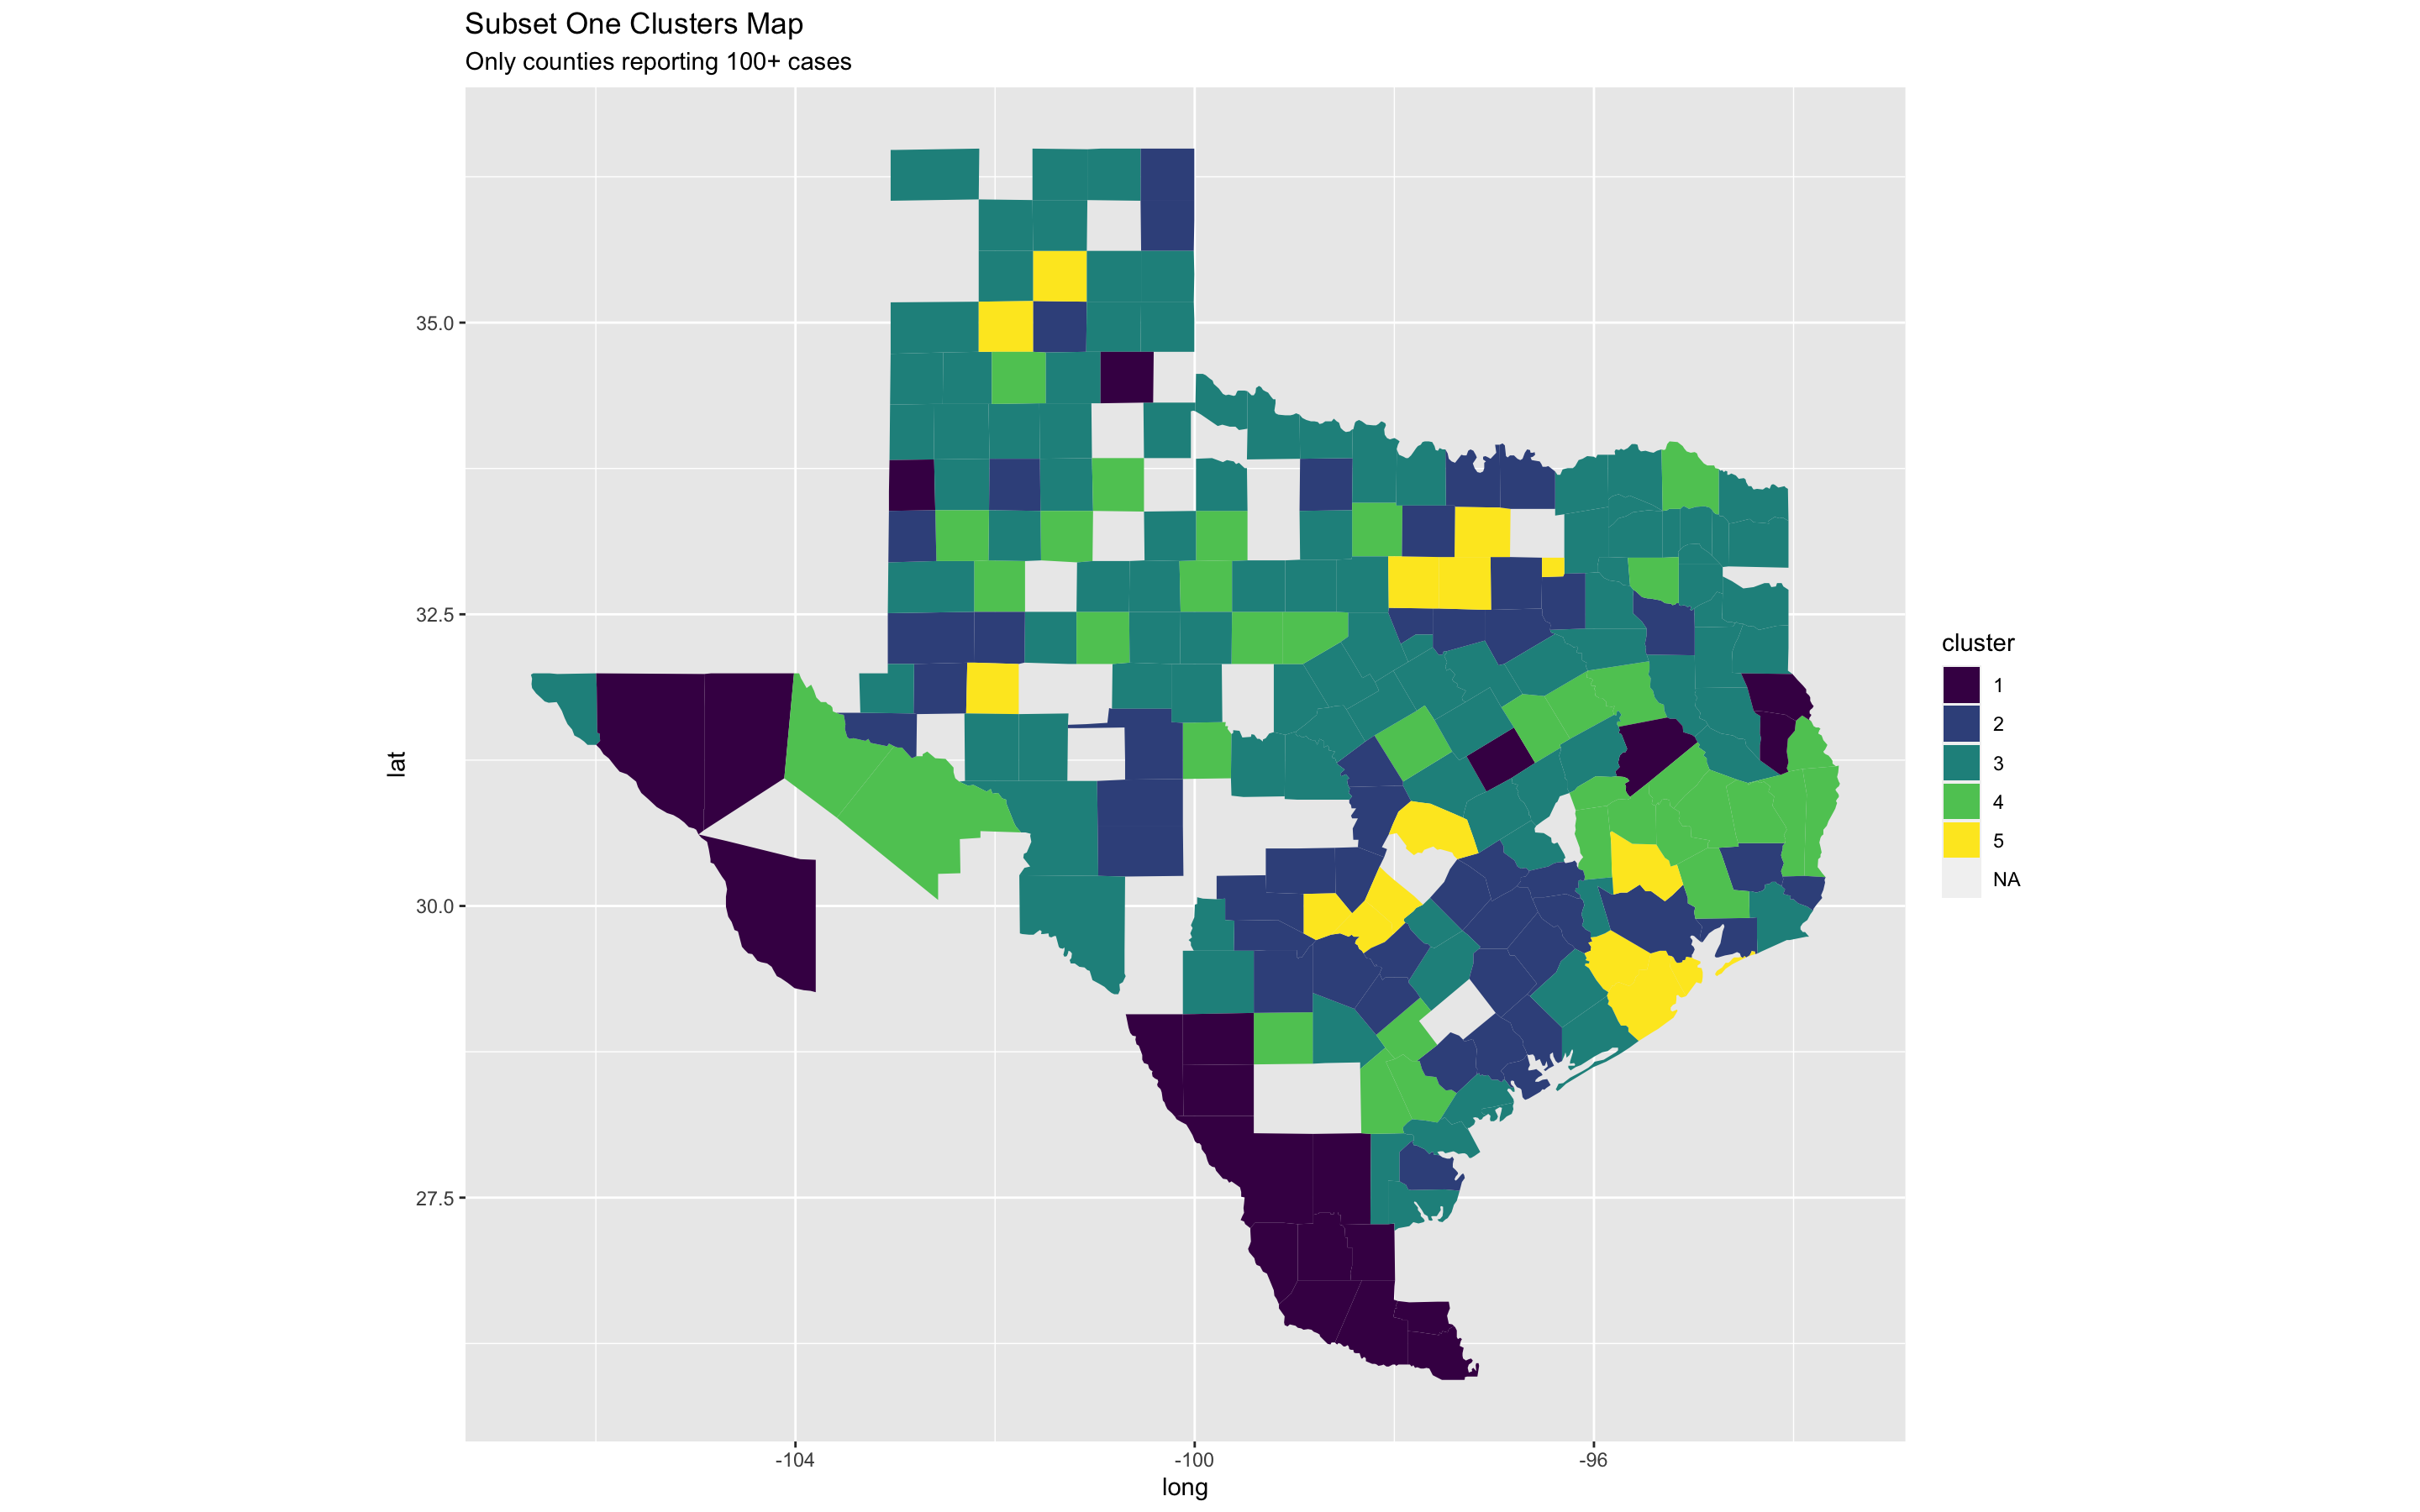 Subset One Clusters Map
Only counties reporting 100+ cases
35.0
32.5
30.0
27.5
lat
-104
-100
-96
long
cluster
1
2
3
4
5
NA